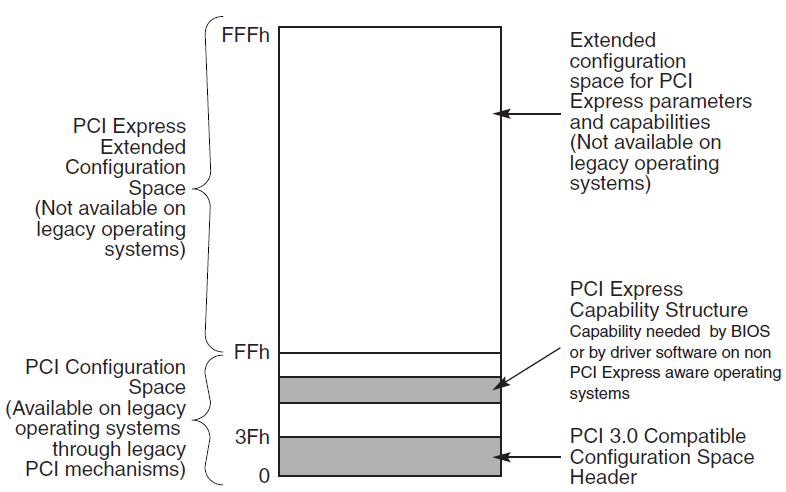 FFFh
PCI Express
Extended
Configuration
Space
(Not available on
legacy operating
systems)
Extended
configuration
space for PCI
Express parameters
and capabilities
(Not available on
legacy operating
systems)
FFh
PCI Configuration
Space
(Available on legacy
operating systems
through legacy
PCI mechanisms)
3Fh
0
PCI Express
Capability Structure
Capability needed by BIOS
or by driver software on non
PCI Express aware operating
systems
PCI 3.0 Compatible
Configuration Space
Header